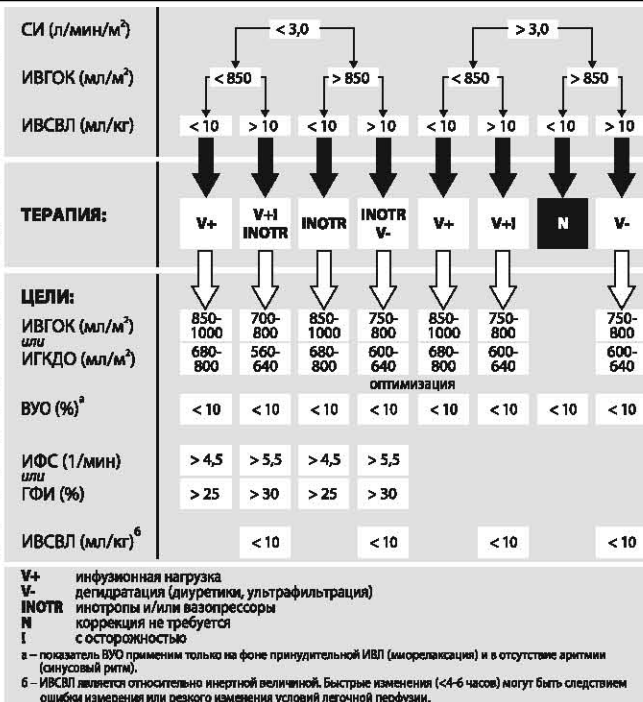 СИ (л/мин/м²) < 3,0 > 3,0
ИВГОК (мл/м²) < 850 > 850 < 850 > 850
ИВСВЛ (мл/кг) < 10 > 10 < 10 > 10 < 10 > 10 < 10 > 10
ТЕРАПИЯ: V+ V+I INOTR INOTR INOTR V- V+ V+I N V-
ЦЕЛИ:
ИВГОК (мл/м²) 850-1000 700-800 850-1000 750-800 850-1000 750-800 750-800
или
ИГКДО (мл/м²) 680-800 560-640 680-800 600-640 680-800 600-640 600-640
оптимизация
ВУО (%)ª < 10 < 10 < 10 < 10 < 10 < 10 < 10 < 10
ИФС (1/мин) > 4,5 > 5,5 > 4,5 > 5,5
или
ГФИ (%) > 25 > 30 > 25 > 30
ИВСВЛ (мл/кг)б < 10 < 10 < 10 < 10
V+ инфузионная нагрузка
V- дегидратация (диуретики, ультрафильтрация)
INOTR инотропы и/или вазопрессоры
N коррекция не требуется
I с осторожностью
а – показатель ВУО применим только на фоне принудительной ИВЛ (миорелаксация) и в отсутствие аритмии
(синусовый ритм).
б – ИВСВЛ является относительно инертной величиной. Быстрые изменения (<4-6 часов) могут быть следствием
ошибки измерения или резкого изменения условий легочной перфузии.